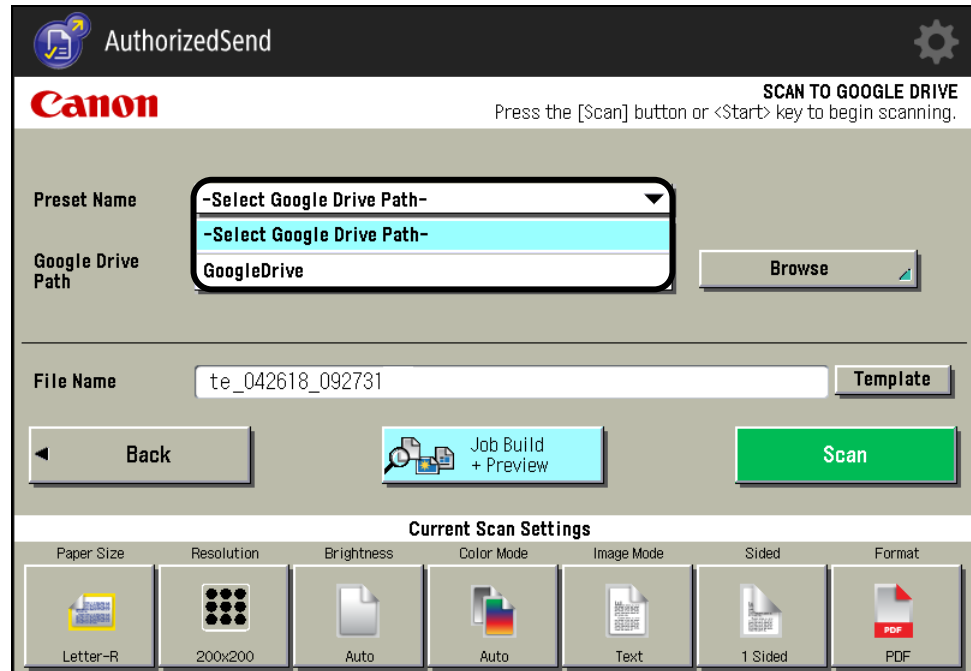 AuthorizedSend
Canon
SCAN TO GOOGLE DRIVE
Press the [Scan] button or <Start> key to begin scanning.
Preset Name
-Select Google Drive Path-
-Select Google Drive Path-
GoogleDrive
Google Drive
Path
Browse
File Name
te_042618_092731
Template
Back
Job Build
+ Preview
Scan
Current Scan Settings
Paper Size
Resolution
Brightness
Color Mode
Image Mode
Sided
Format
PDF
Letter-R
200x200
Auto
Auto
Text
1 Sided
PDF